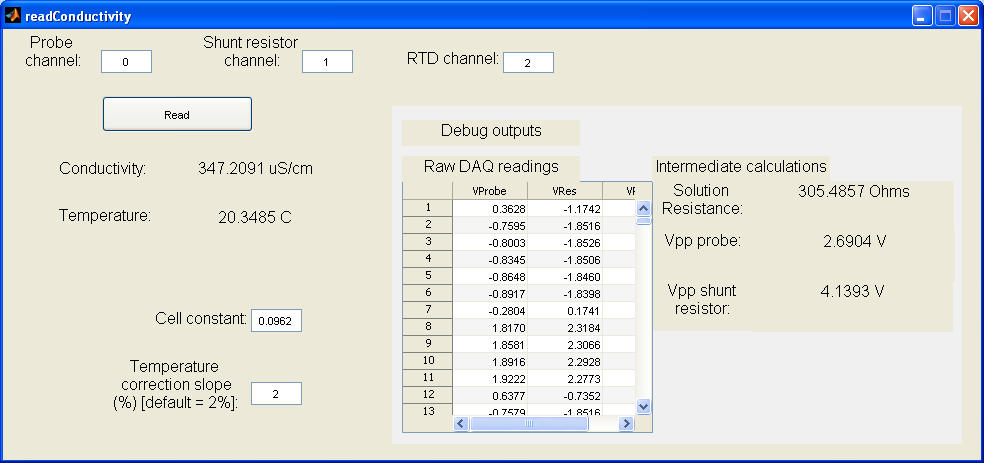 readConductivity
Probe
channel:
0
Shunt resistor
channel:
1
RTD channel:
2
Read
Conductivity:
347.2091 uS/cm
Temperature:
20.3485 C
Cell constant:
0.0962
Temperature
correction slope
(%) [default = 2%]:
2
Debug outputs
Raw DAQ readings
VProbe VRes
1 0.3628 -1.1742
2 -0.7595 -1.8516
3 -0.8003 -1.8526
4 -0.8345 -1.8506
5 -0.8648 -1.8460
6 -0.8917 -1.8398
7 -0.2804 0.1741
8 1.8170 2.3184
9 1.8581 2.3066
10 1.8916 2.2928
11 1.9222 2.2773
12 0.6377 -0.7352
13 -0.7579 -1.8516
Intermediate calculations
Solution
Resistance:
305.4857 Ohms
Vpp probe:
2.6904 V
Vpp shunt
resistor:
4.1393 V